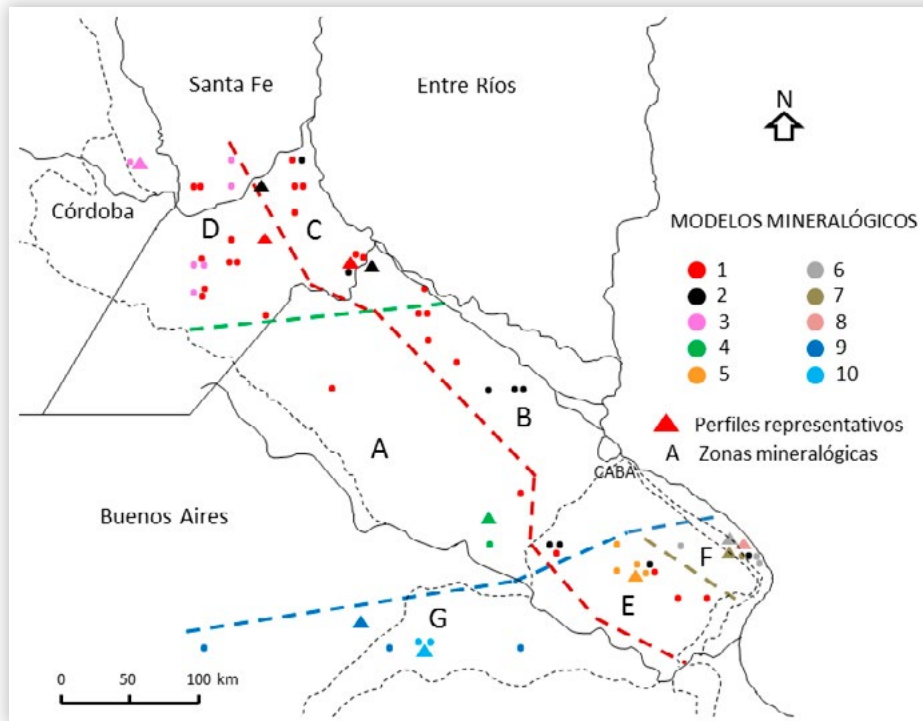 Santa Fe
Entre Ríos
N
Córdoba
D
C
MODELOS MINERALÓGICOS
1
6
2
7
3
8
4
9
5
10
Perfiles representativos
A Zonas mineralógicas
B
A
CABA
Buenos Aires
F
E
G
0 50 100 km